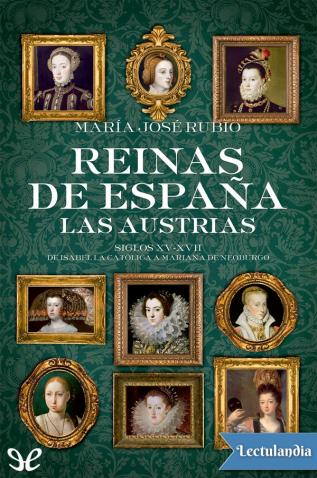 MARÍA JOSÉ RUBIO
REINAS
DE ESPAÑA
LAS AUSTRIAS
SIGLOS XV-XVII
DE ISABEL LA CATÓLICA A MARIANA DE NEOBURGO
Lectulandia